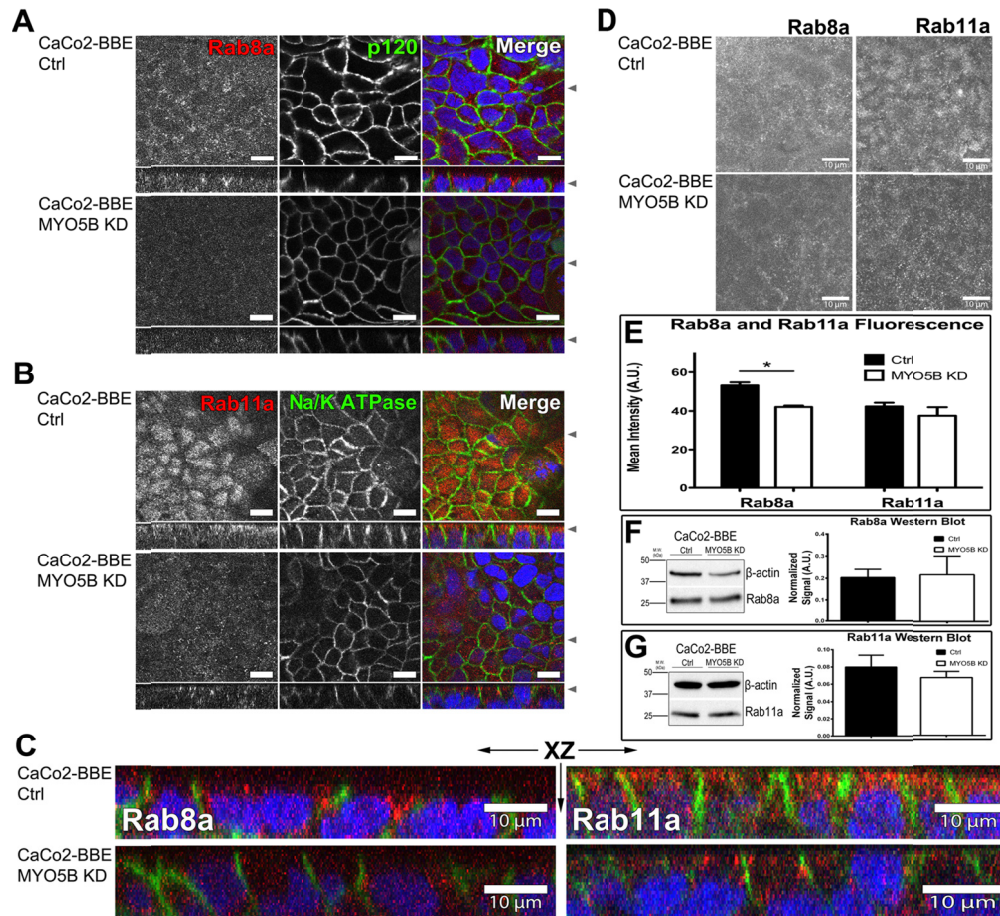 A
CaCo2-BBE
Ctrl
Rab8a
p120
Merge
CaCo2-BBE
MYO5B KD
B
CaCo2-BBE
Ctrl
Rab11a
Na/K ATPase
Merge
CaCo2-BBE
MYO5B KD
C
XZ
CaCo2-BBE
Ctrl
Rab8a
10 µm
Rab11a
10 µm
CaCo2-BBE
MYO5B KD
10 µm
10 µm
D
Rab8a
Rab11a
CaCo2-BBE
Ctrl
10 µm
10 µm
CaCo2-BBE
MYO5B KD
10 µm
10 µm
E
Rab8a and Rab11a Fluorescence
Mean Intensity (A.U.)
60
40
20
0
*
Ctrl
MYO5B KD
Rab8a
Rab11a
F
CaCo2-BBE
M.W. (kDa)
Ctrl
MYO5B KD
50
37
25
β-actin
Rab8a
Rab8a Western Blot
Normalized
Signal (A.U.)
0.4
0.3
0.2
0.1
0.0
Ctrl
MYO5B KD
G
CaCo2-BBE
M.W. (kDa)
Ctrl
MYO5B KD
50
37
25
β-actin
Rab11a
Rab11a Western Blot
Normalized
Signal (A.U.)
0.10
0.08
0.06
0.04
0.02
0.00
Ctrl
MYO5B KD